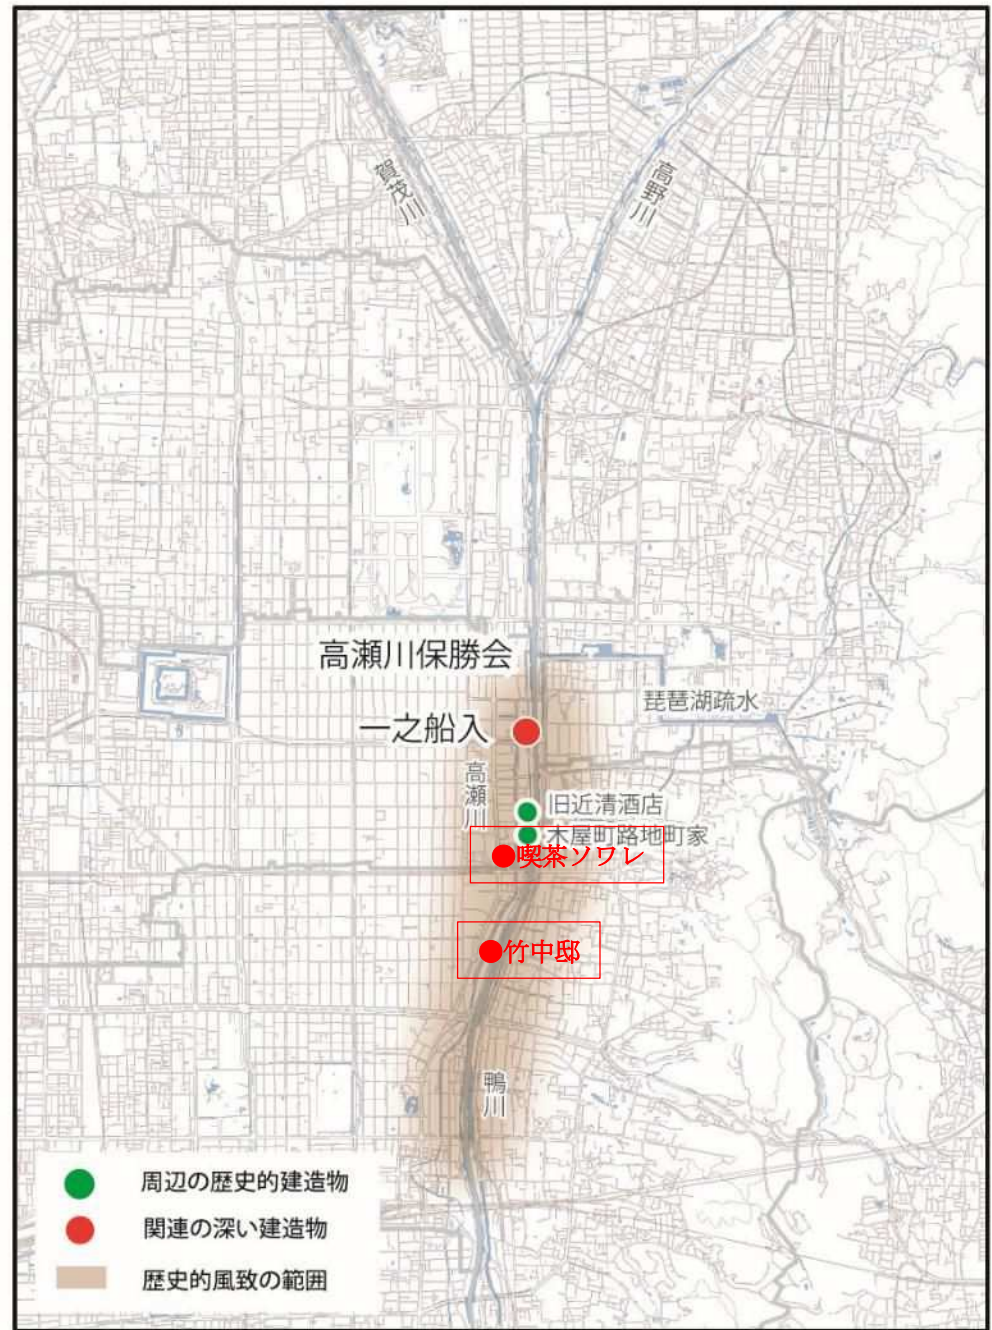 賀茂川
高野川
高瀬川保勝会
琵琶湖疏水
一之船入
高瀬川
旧近清酒店
木屋町路地町家
●喫茶ソワレ
●竹中邸
鴨川
周辺の歴史的建造物
関連の深い建造物
歴史的風致の範囲